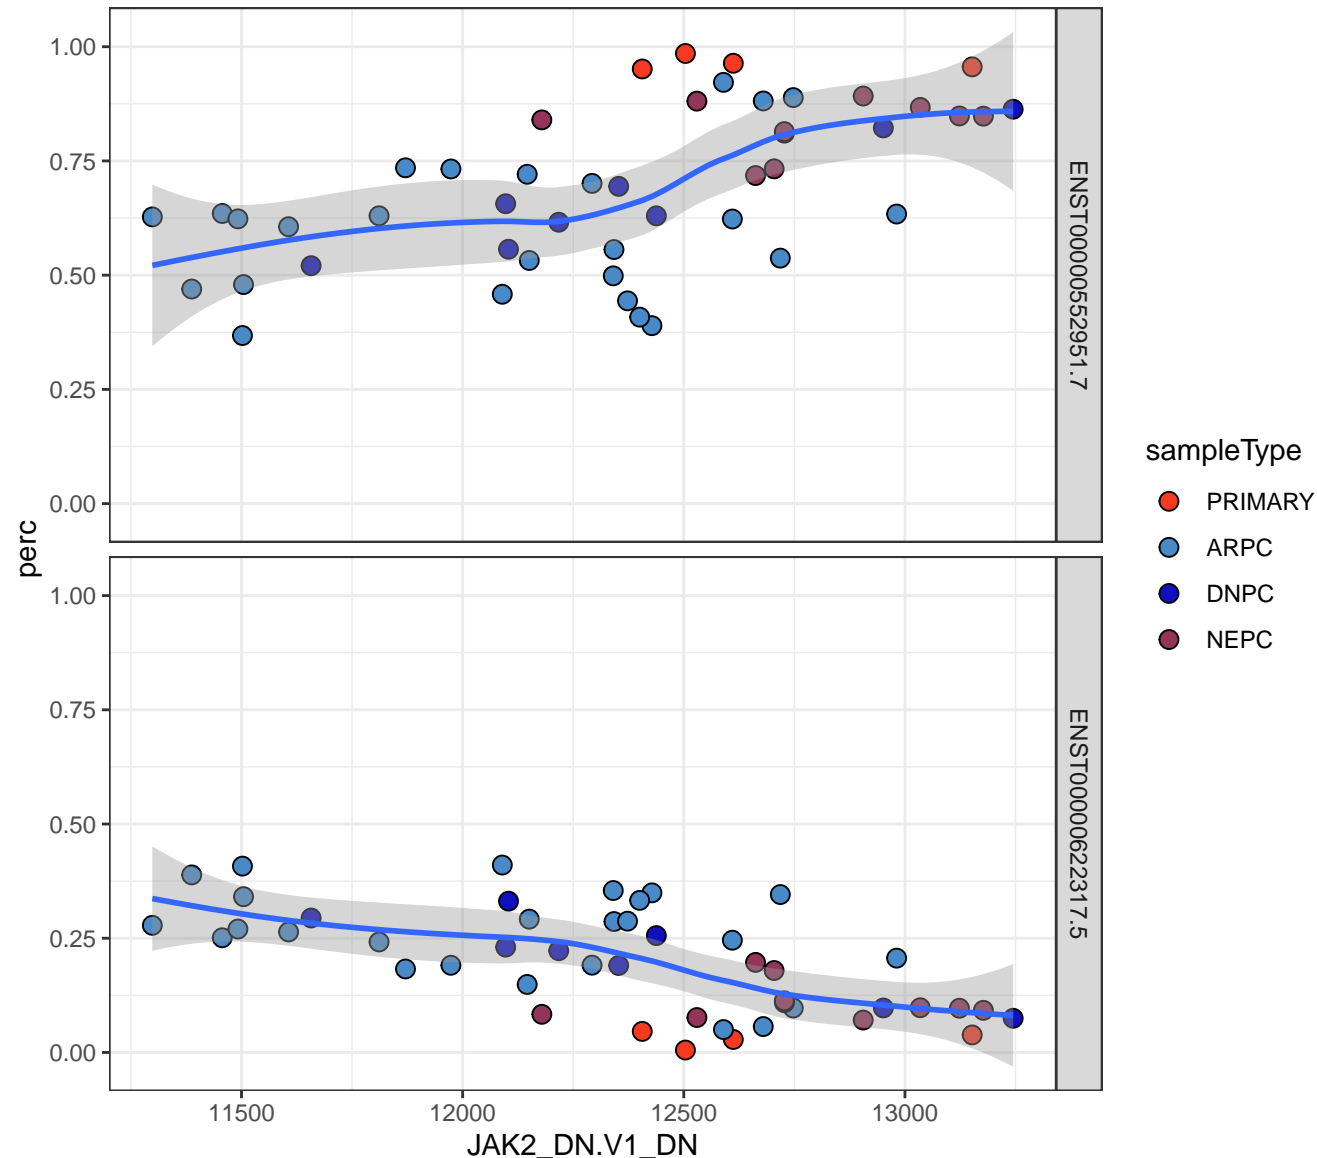 perc
1.00
0.75
0.50
0.25
0.00
ENST00000552951.7
1.00
0.75
0.50
0.25
0.00
ENST00000622317.5
11500 12000 12500 13000
JAK2_DN.V1_DN
sampleType
PRIMARY
ARPC
DNPC
NEPC